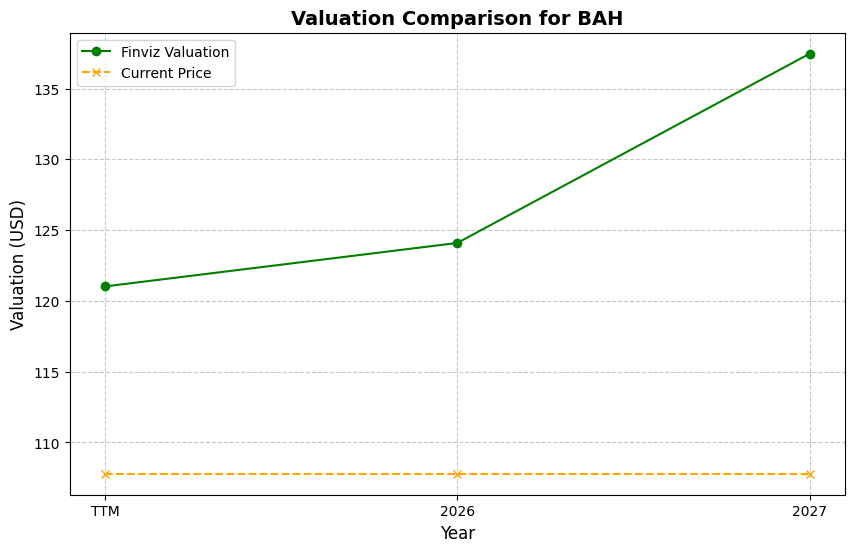 Valuation Comparison for BAH
Finviz Valuation
Current Price
Valuation (USD)
135
130
125
120
115
110
TTM
2026
2027
Year